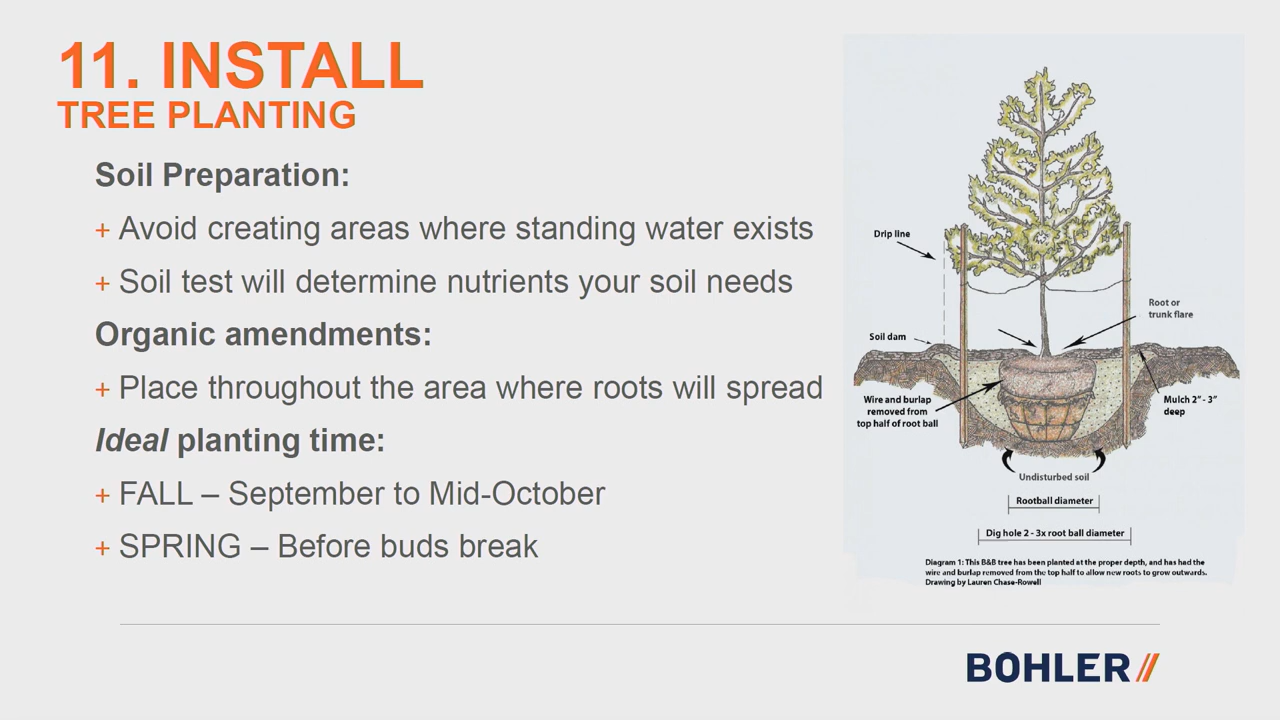 11. INSTALL
TREE PLANTING
Soil Preparation:
+ Avoid creating areas where standing water exists
+ Soil test will determine nutrients your soil needs
Organic amendments:
+ Place throughout the area where roots will spread
Ideal planting time:
+ FALL – September to Mid-October
+ SPRING – Before buds break
Drip line
Root or
trunk flare
Soil dam
Wire and burlap
removed from
top half of root ball
Mulch 2" - 3"
deep
Undisturbed soil
Rootball diameter
Dig hole 2 - 3x root ball diameter
Diagram 1: This B&B tree has been planted at the proper depth, and has had the
wire and burlap removed from the top half to allow new roots to grow outwards.
Drawing by Lauren Chase-Rowell
BOHLER//